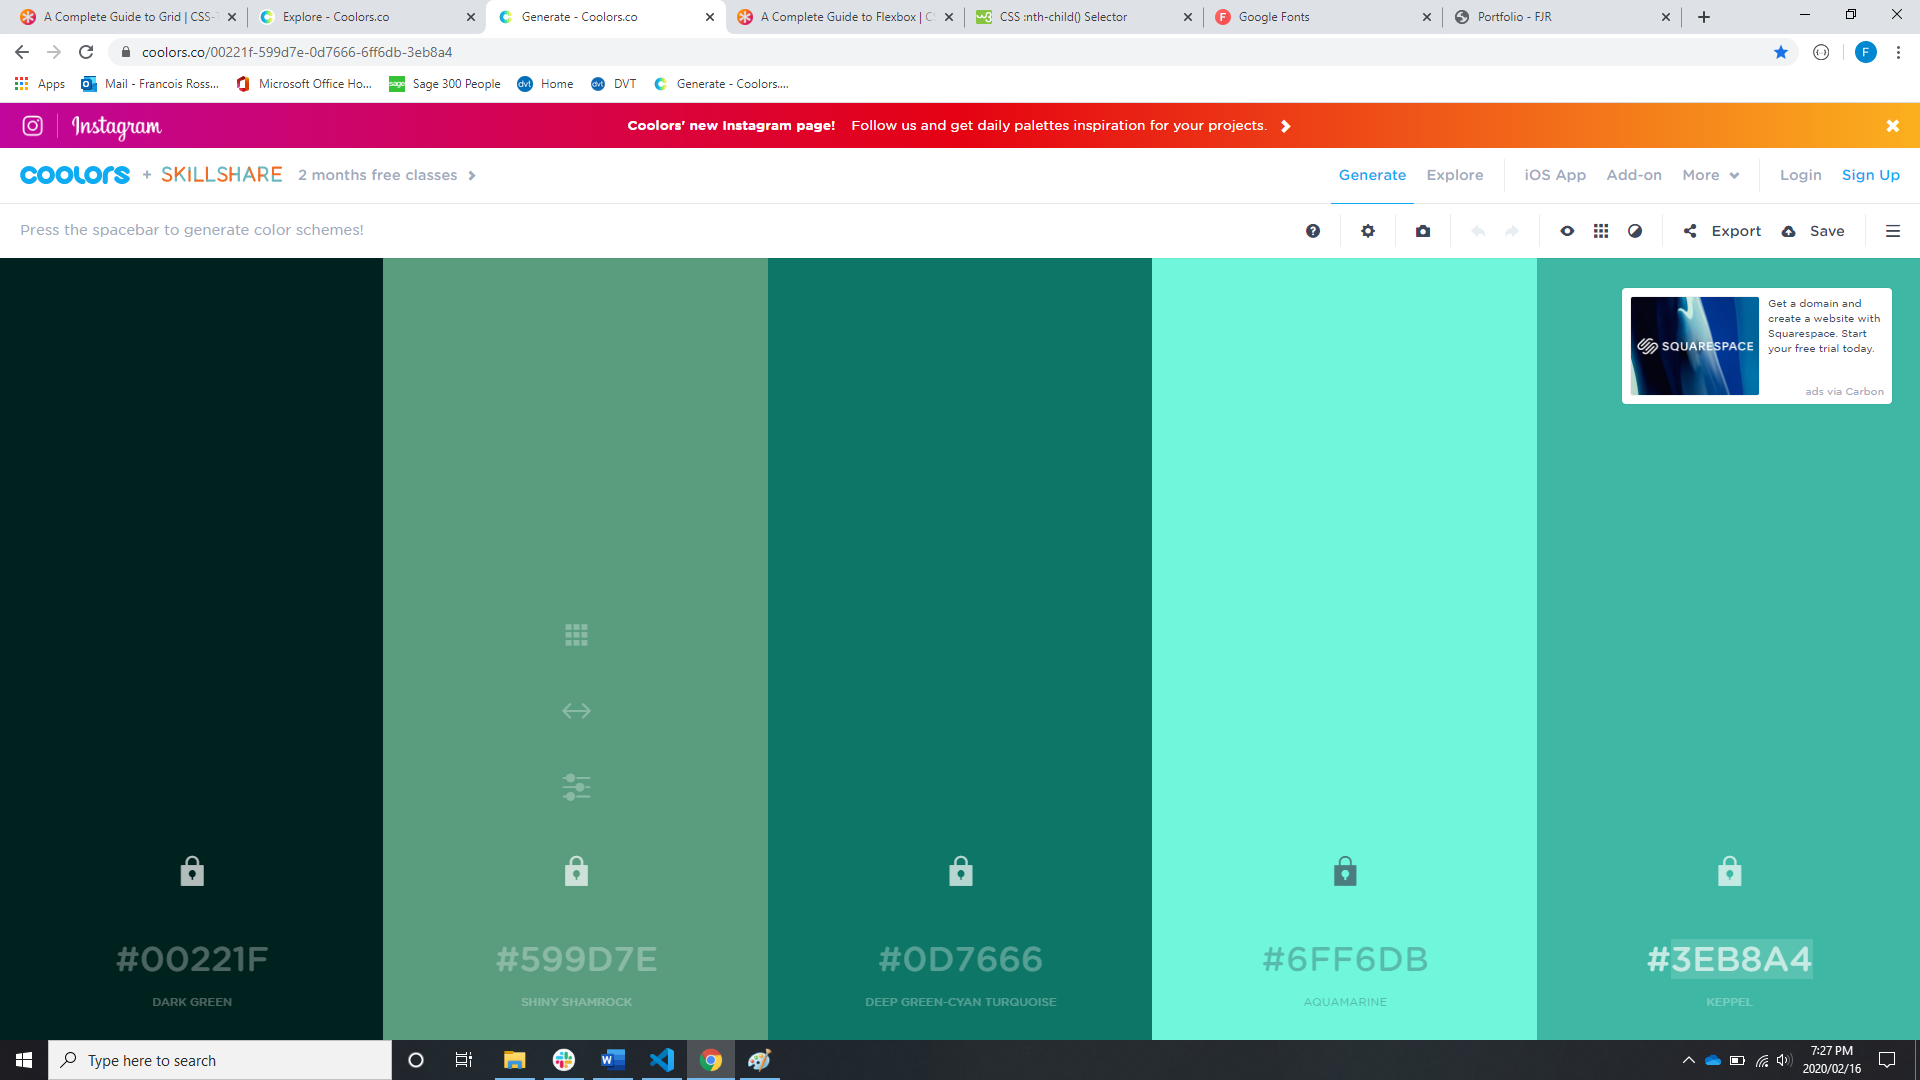 A Complete Guide to Grid | CSS-T
Explore - Coolors.co
Generate - Coolors.co
A Complete Guide to Flexbox | CS
CSS :nth-child() Selector
Google Fonts
Portfolio - FJR
coolors.co/00221f-599d7e-0d7666-6ff6db-3eb8a4
F
Apps
Mail - Francois Ross...
Microsoft Office Ho...
Sage 300 People
Home
DVT
Generate - Coolors....
Instagram
Coolors' new Instagram page! Follow us and get daily palettes inspiration for your projects.
coolors + SKILLSHARE 2 months free classes
Generate
Explore
iOS App
Add-on
More
Login
Sign Up
Press the spacebar to generate color schemes!
Export
Save
SQUARESPACE
Get a domain and
create a website with
Squarespace. Start
your free trial today.
ads via Carbon
#00221F
DARK GREEN
#599D7E
SHINY SHAMROCK
#0D7666
DEEP GREEN-CYAN TURQUOISE
#6FF6DB
AQUAMARINE
#3EB8A4
KEPPEL
Type here to search
7:27 PM
2020/02/16